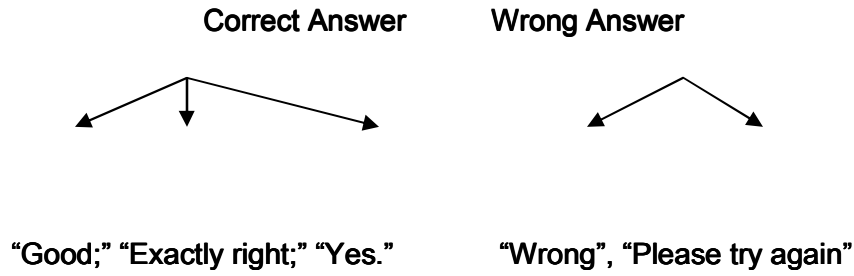 Correct Answer Wrong Answer
“Good;” “Exactly right;” “Yes.” “Wrong”, “Please try again”